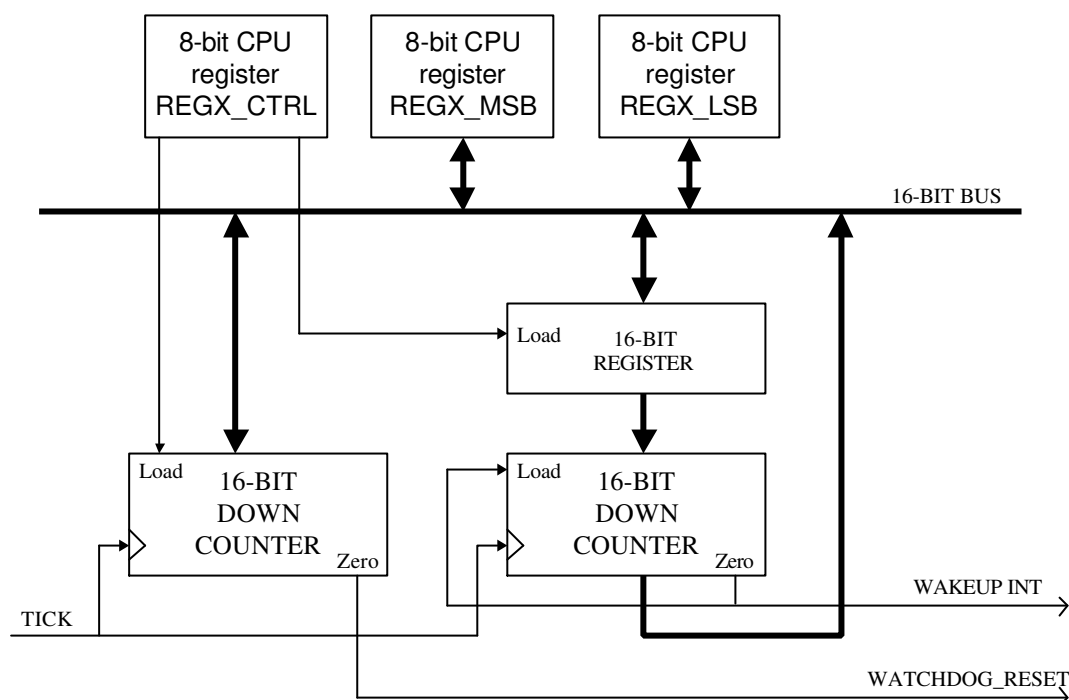 8-bit CPU
register
REGX_CTRL
8-bit CPU
register
REGX_MSB
8-bit CPU
register
REGX_LSB
16-BIT BUS
Load
16-BIT
REGISTER
Load
16-BIT
DOWN
COUNTER
Zero
Load
16-BIT
DOWN
COUNTER
Zero
WAKEUP INT
TICK
WATCHDOG_RESET